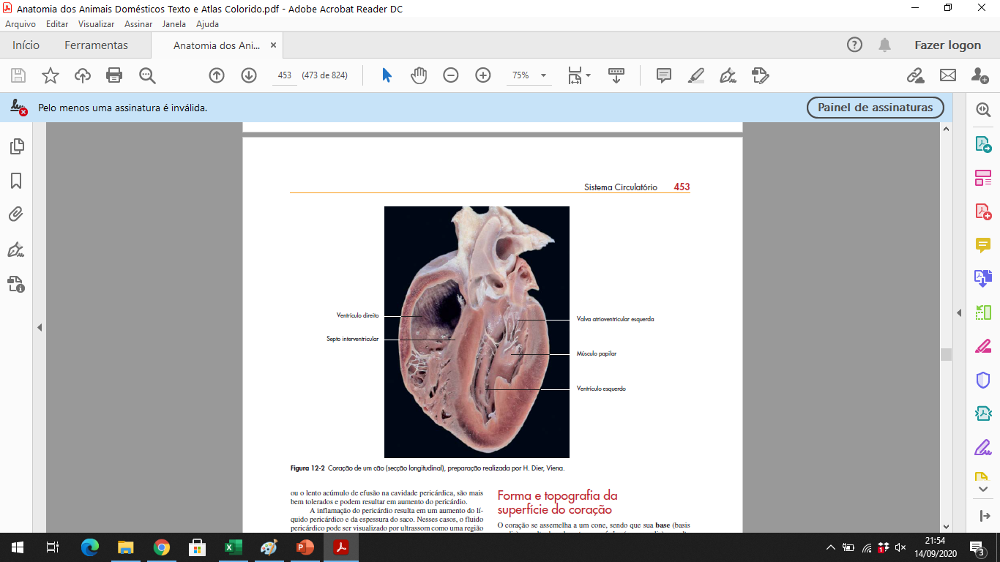 Anatomia dos Animais Domésticos Texto e Atlas Colorido.pdf - Adobe Acrobat Reader DC
Arquivo Editar Visualizar Assinar Janela Ajuda
Início Ferramentas Anatomia dos Ani... × Fazer logon
453 (473 de 824) 75%
Pelo menos uma assinatura é inválida. Painel de assinaturas
Sistema Circulatório 453
Ventrículo direito
Septo interventricular
Valva atrioventricular esquerda
Músculo papilar
Ventrículo esquerdo
Figura 12-2 Coração de um cão (secção longitudinal), preparação realizada por H. Dier, Viena.
ou o lento acúmulo de efusão na cavidade pericárdica, são mais
bem tolerados e podem resultar em aumento do pericárdio.
A inflamação do pericárdio resulta em um aumento do lí-
quido pericárdico e da espessura do saco. Nesses casos, o fluido
pericárdico pode ser visualizado por ultrassom como uma região
Forma e topografia da
superfície do coração
O coração se assemelha a um cone, sendo que sua base (basis
21:54
14/09/2020
3